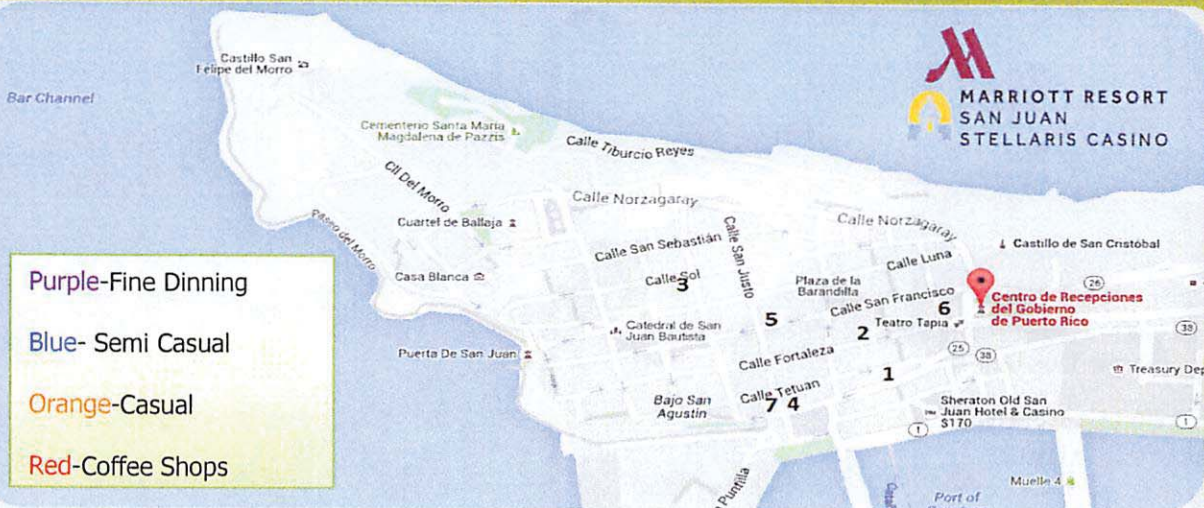 Castillo San
Felipe del Morro
Bar Channel
MARRIOTT RESORT
SAN JUAN
STELLARIS CASINO
Cementerio Santa Maria
Magdalena de Pazzis
Calle Tiburcio Reyes
Cll Del Morro
Calle Norzagaray
Cuartel de Ballaja
Paseo del Morro
Calle San Sebastián
Calle San Justo
Calle Norzagaray
Castillo de San Cristóbal
Calle Luna
Casa Blanca
Calle Sol
3
Plaza de la
Barandilla
Calle San Francisco
26
Centro de Recepciones
del Gobierno
de Puerto Rico
6
5
Catedral de San
Juan Bautista
2
Teatro Tapia
38
Puerta De San Juan
Calle Fortaleza
25
38
1
Treasury Dep
Bajo San
Agustin
Calle Tetuan
7 4
Sheraton Old San
Juan Hotel & Casino
$170
1
1
Muelle 4
Puntilla
Port of
Purple-Fine Dinning
Blue- Semi Casual
Orange-Casual
Red-Coffee Shops